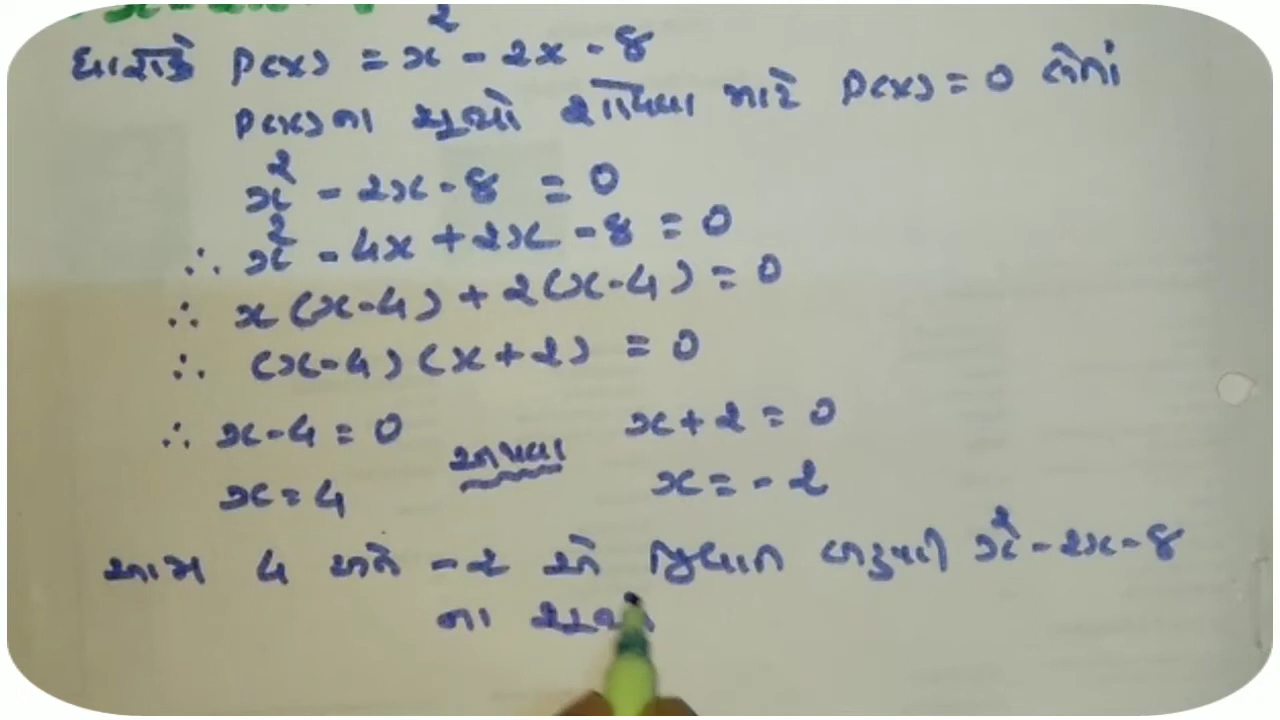 ધારોકે P(x) = x² - 2x - 8
P(x) ના શૂન્યો શોધવા માટે P(x) = 0 લેતાં
x² - 2x - 8 = 0
∴ x² - 4x + 2x - 8 = 0
∴ x(x-4) + 2(x-4) = 0
∴ (x-4)(x+2) = 0
∴ x-4 = 0 અથવા x+2 = 0
x = 4 x = -2
આમ 4 અને -2 એ દ્વિઘાત બહુપદી x² - 2x - 8
ના